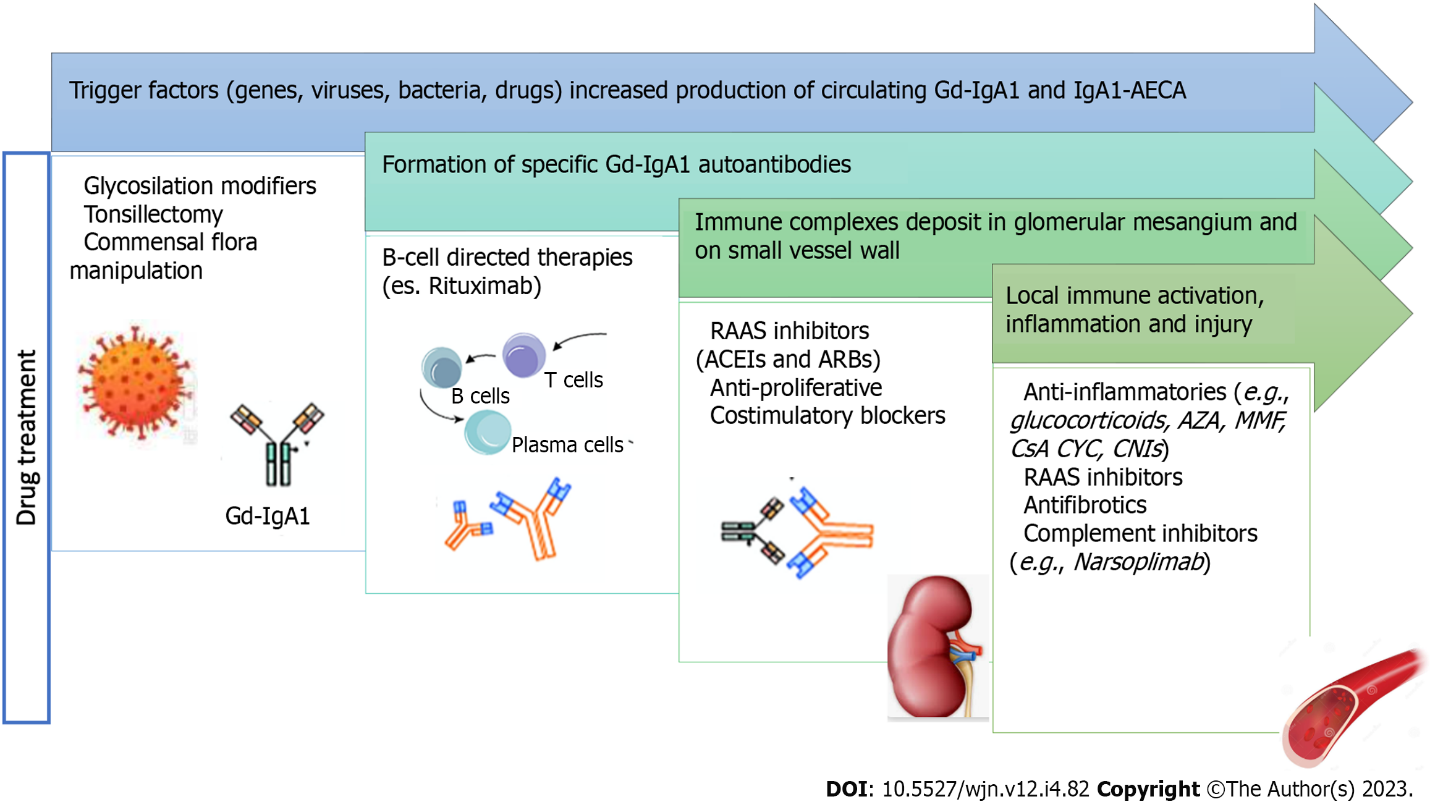 Trigger factors (genes, viruses, bacteria, drugs) increased production of circulating Gd-IgA1 and IgA1-AECA
Drug treatment
Glycosilation modifiers
Tonsillectomy
Commensal flora
manipulation
Gd-IgA1
Formation of specific Gd-IgA1 autoantibodies
B-cell directed therapies
(es. Rituximab)
T cells
B cells
Plasma cells
Immune complexes deposit in glomerular mesangium and
on small vessel wall
RAAS inhibitors
(ACEIs and ARBs)
Anti-proliferative
Costimulatory blockers
Local immune activation,
inflammation and injury
Anti-inflammatories (e.g.,
glucocorticoids, AZA, MMF,
CsA CYC, CNIs)
RAAS inhibitors
Antifibrotics
Complement inhibitors
(e.g., Narsoplimab)
DOI: 10.5527/wjn.v12.i4.82 Copyright ©The Author(s) 2023.